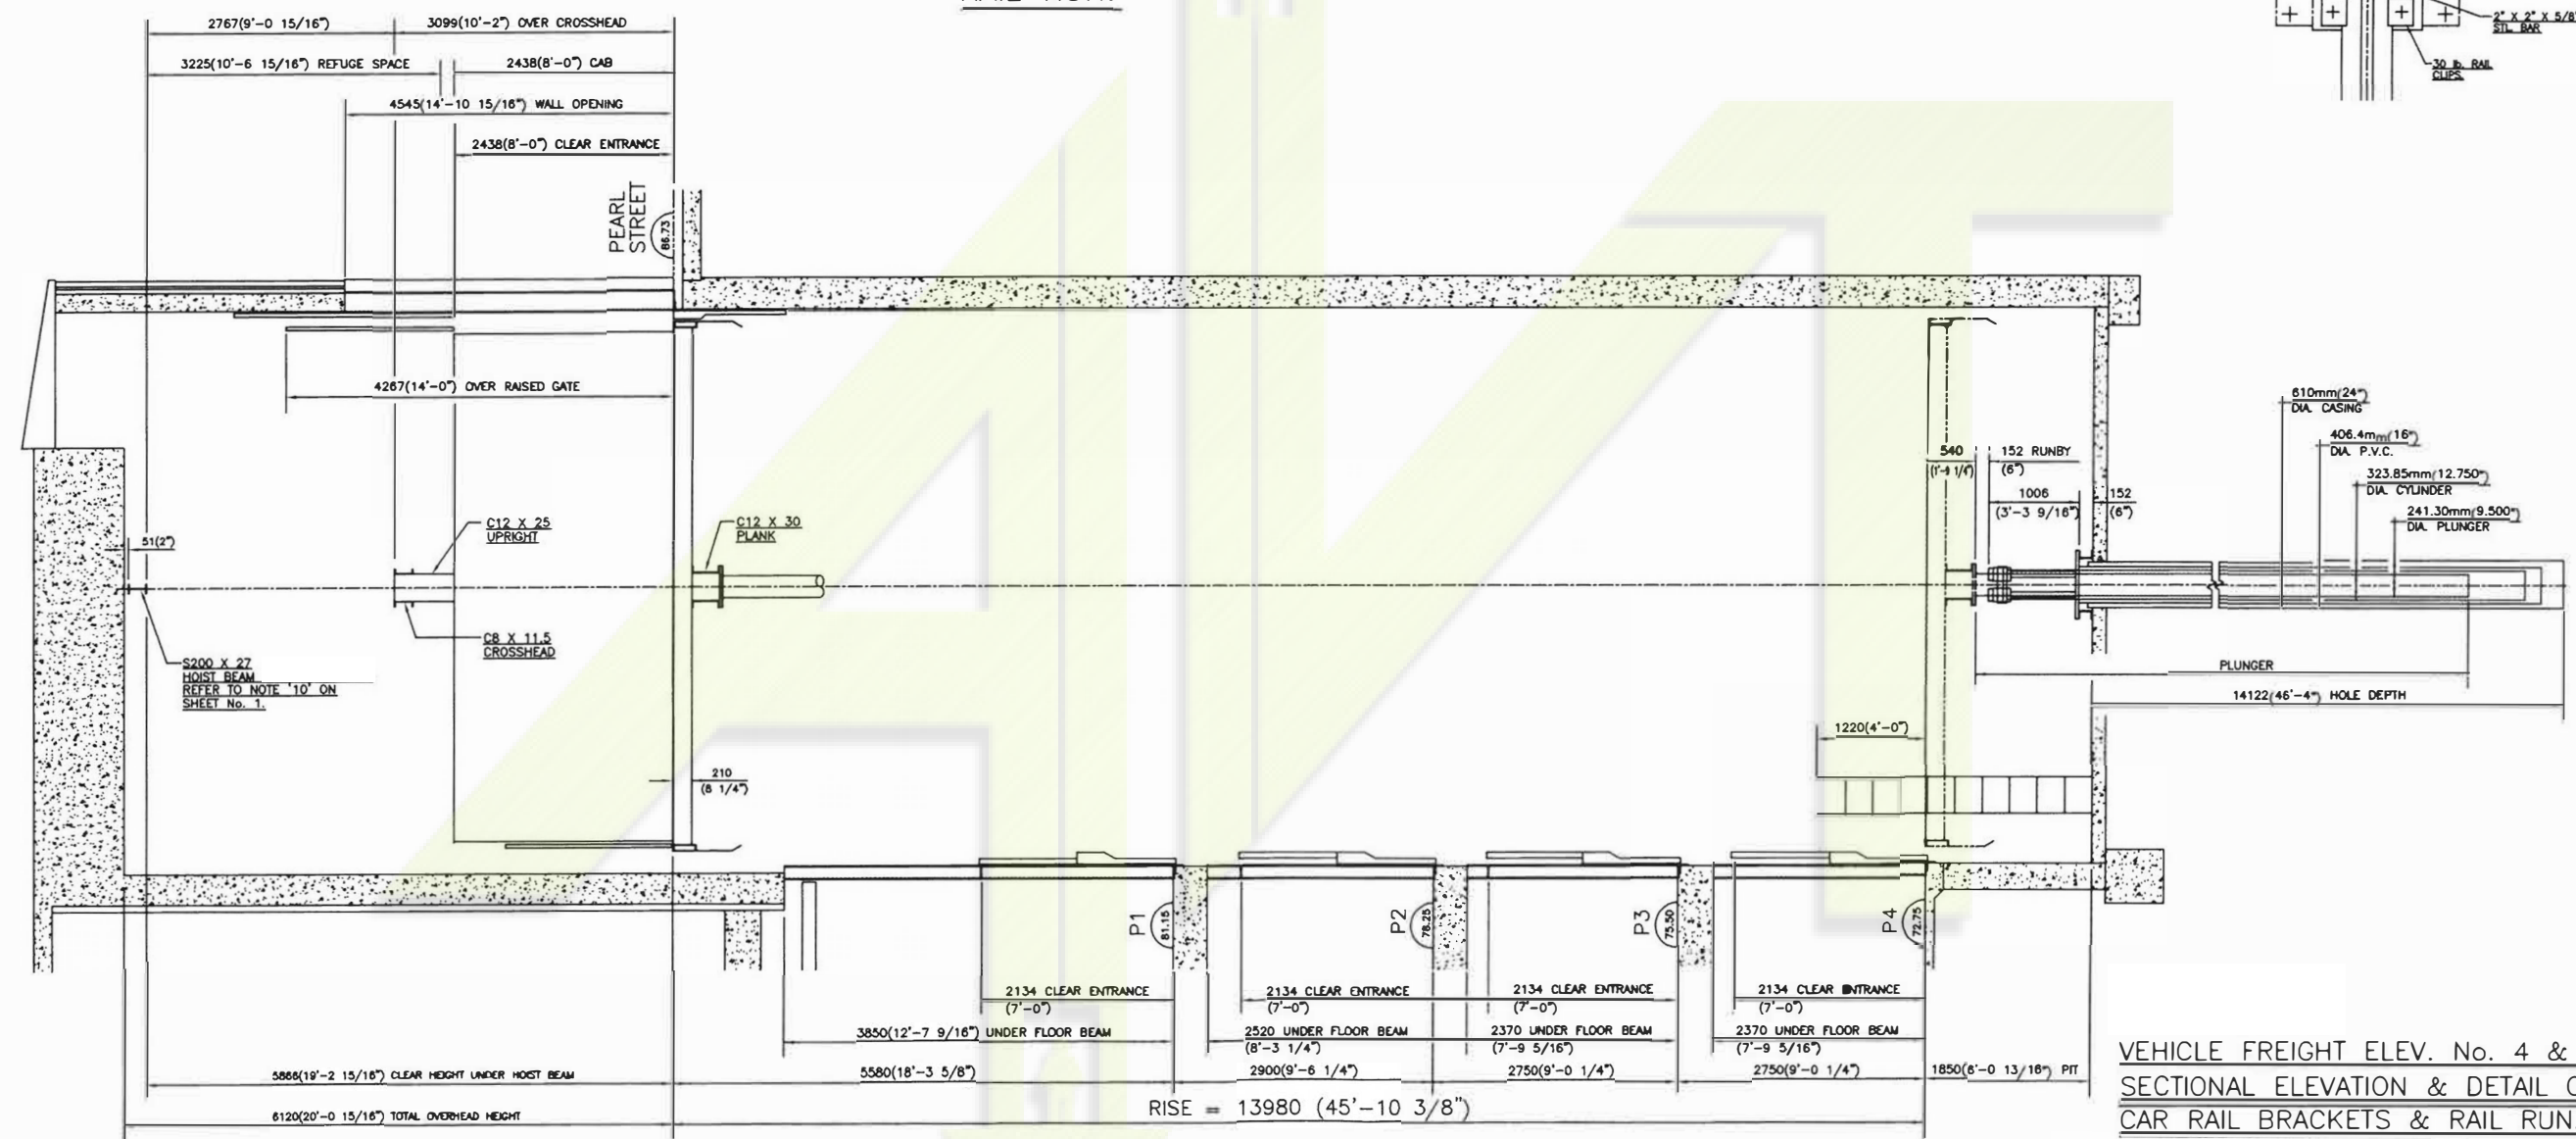 2767(9'-0 15/16")
3099(10'-2") OVER CROSSHEAD
3225(10'-6 15/16") REFUGE SPACE
2438(8'-0") CAB
4545(14'-10 15/16") WALL OPENING
2438(8'-0") CLEAR ENTRANCE
2" X 2" X 5/8"
STL. BAR
30 lb. RAIL
CLIPS.
PEARL
STREET
86.73
4267(14'-0") OVER RAISED GATE
610mm(24")
DIA. CASING
406.4mm(16")
DIA. P.V.C.
323.85mm(12.750")
DIA. CYLINDER
241.30mm(9.500")
DIA. PLUNGER
540
152 RUNBY
(6")
1006
(3'-3 9/16")
152
(6")
51(2")
C12 X 25
UPRIGHT
C12 X 30
PLANK
C8 X 11.5
CROSSHEAD
S200 X 27
HOIST BEAM
REFER TO NOTE '10' ON
SHEET No. 1.
PLUNGER
14122(46'-4") HOLE DEPTH
1220(4'-0")
210
(8 1/4")
P1
81.15
P2
78.25
P3
75.50
P4
72.75
2134 CLEAR ENTRANCE
(7'-0")
2134 CLEAR ENTRANCE
(7'-0")
2134 CLEAR ENTRANCE
(7'-0")
2134 CLEAR ENTRANCE
(7'-0")
3850(12'-7 9/16") UNDER FLOOR BEAM
2520 UNDER FLOOR BEAM
(8'-3 1/4")
2370 UNDER FLOOR BEAM
(7'-9 5/16")
2370 UNDER FLOOR BEAM
(7'-9 5/16")
5866(19'-2 15/16") CLEAR HEIGHT UNDER HOIST BEAM
5580(18'-3 5/8")
2900(9'-6 1/4")
2750(9'-0 1/4")
2750(9'-0 1/4")
1850(6'-0 13/16") PIT
6120(20'-0 15/16") TOTAL OVERHEAD HEIGHT
RISE = 13980 (45'-10 3/8")
VEHICLE FREIGHT ELEV. No. 4 &
SECTIONAL ELEVATION & DETAIL
CAR RAIL BRACKETS & RAIL RUN